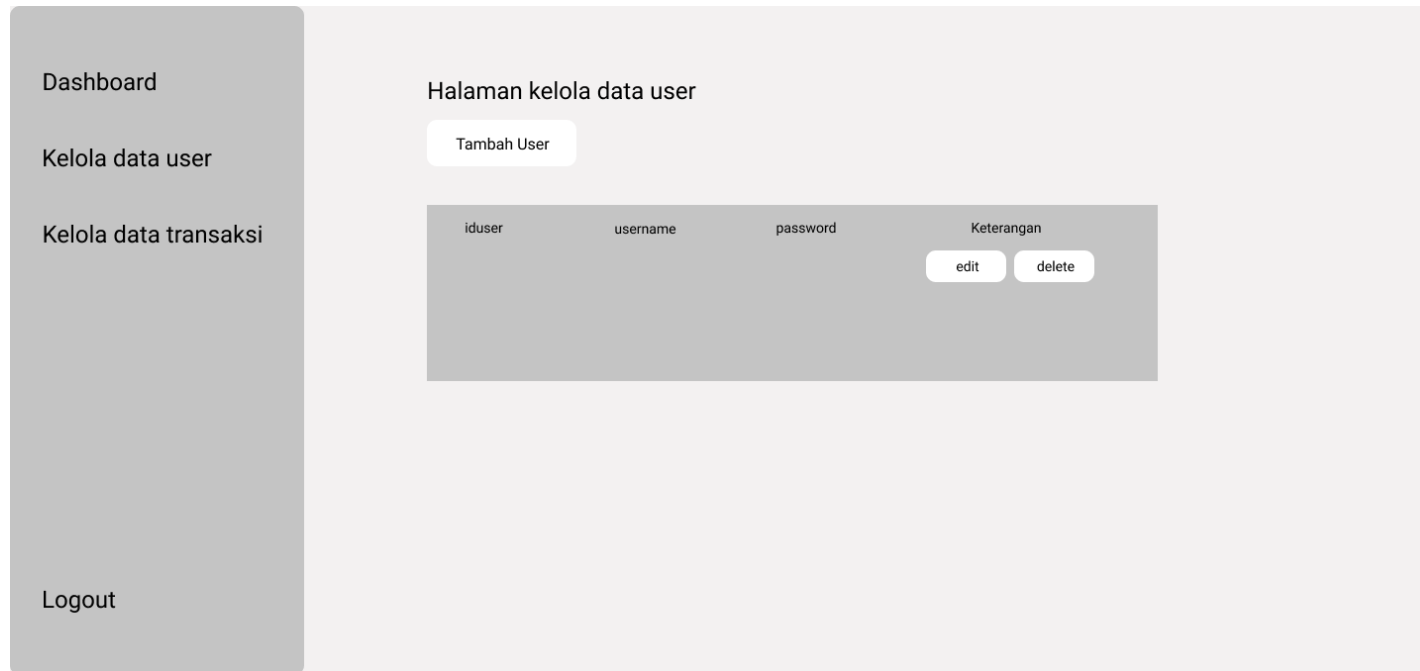 Dashboard
Kelola data user
Kelola data transaksi
Logout
Halaman kelola data user
Tambah User
iduser username password Keterangan
edit delete